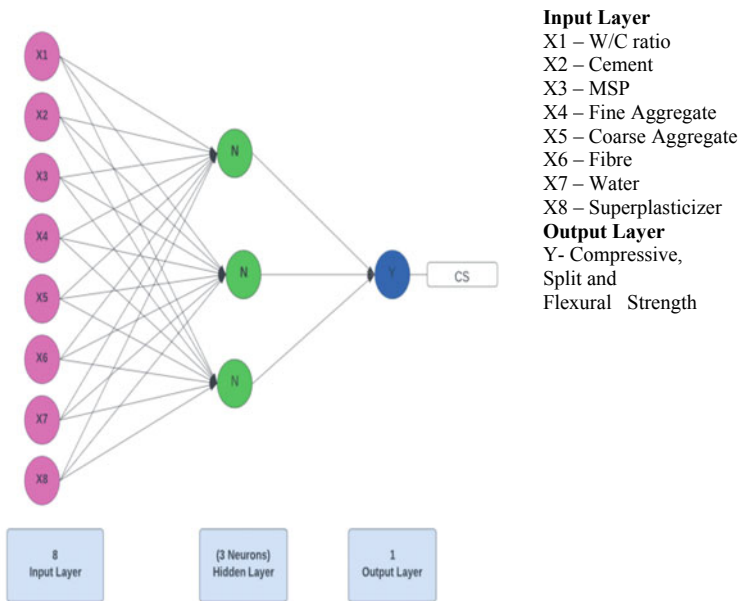 X1
X2
X3
X4
X5
X6
X7
X8
N
N
N
Y
CS
8
Input Layer
(3 Neurons)
Hidden Layer
1
Output Layer
Input Layer
X1 – W/C ratio
X2 – Cement
X3 – MSP
X4 – Fine Aggregate
X5 – Coarse Aggregate
X6 – Fibre
X7 – Water
X8 – Superplasticizer
Output Layer
Y- Compressive,
Split and
Flexural Strength